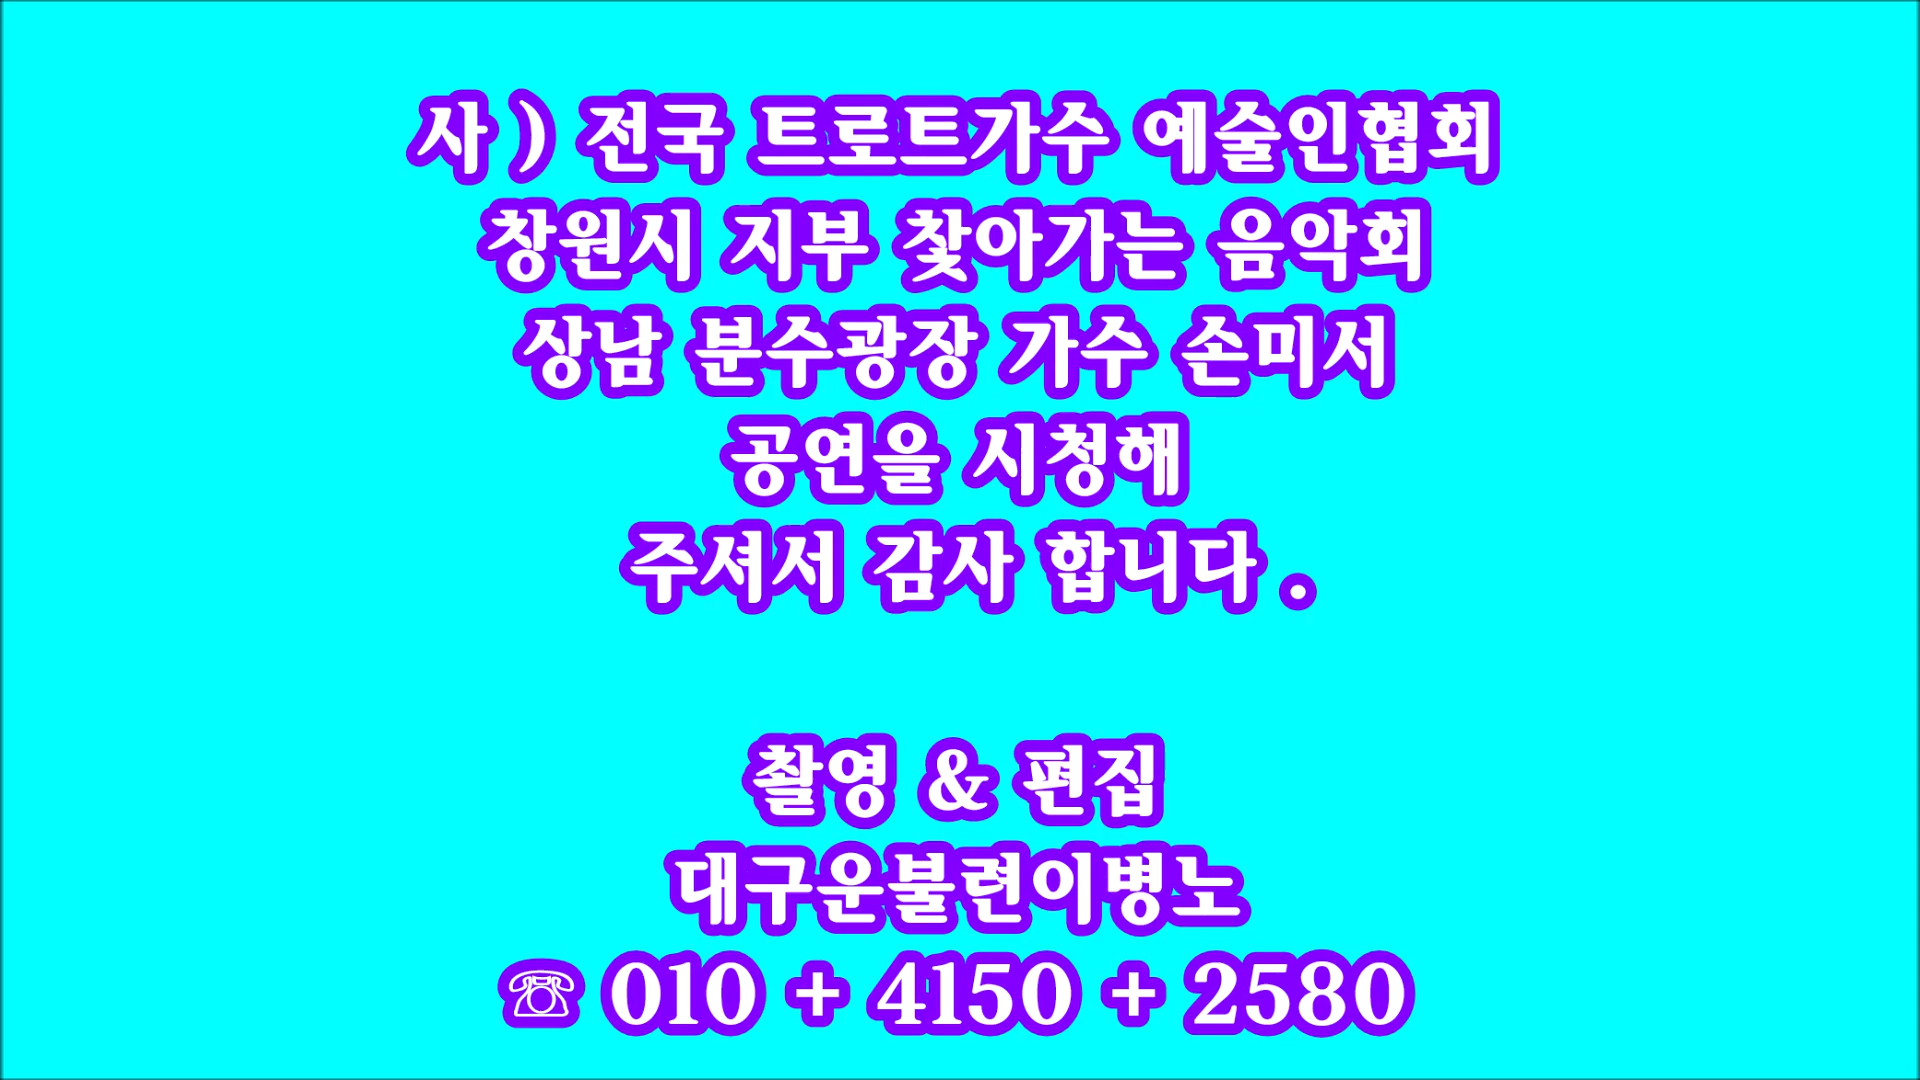 사 ) 전국 트로트가수 예술인협회
창원시 지부 찿아가는 음악회
상남 분수광장 가수 손미서
공연을 시청해
주셔서 감사 합니다 .
촬영 & 편집
대구운불련이병노
☏ 010 + 4150 + 2580